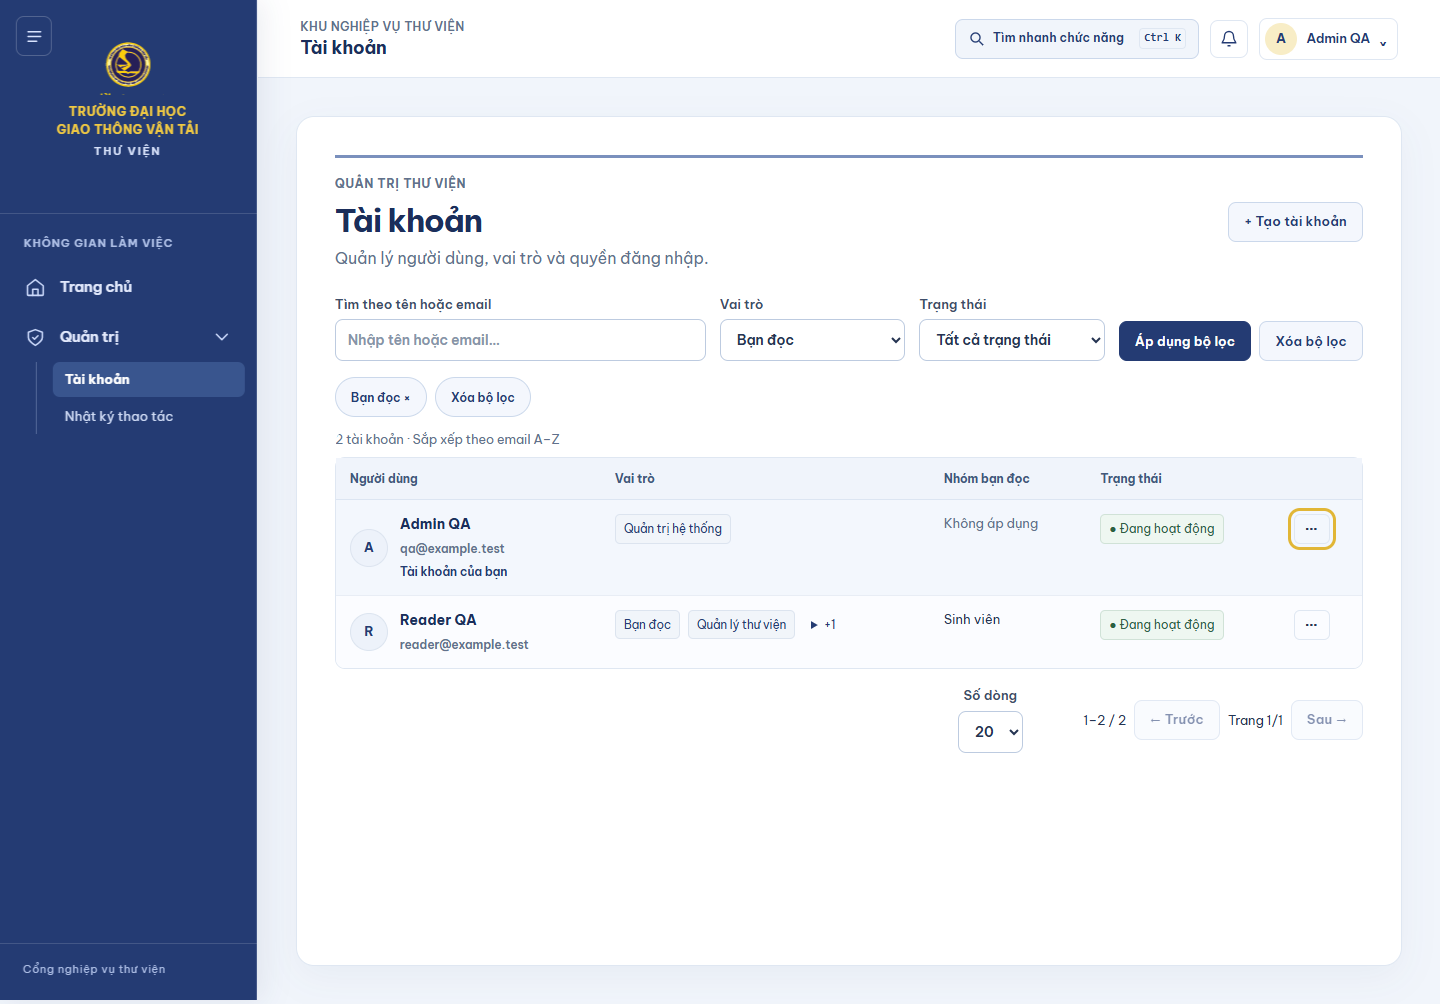 TRƯỜNG ĐẠI HỌC
GIAO THÔNG VẬN TẢI
THƯ VIỆN
KHÔNG GIAN LÀM VIỆC
Trang chủ
Quản trị
Tài khoản
Nhật ký thao tác
Cổng nghiệp vụ thư viện
KHU NGHIỆP VỤ THƯ VIỆN
Tài khoản
Tìm nhanh chức năng Ctrl K
A Admin QA
QUẢN TRỊ THƯ VIỆN
Tài khoản
+ Tạo tài khoản
Quản lý người dùng, vai trò và quyền đăng nhập.
Tìm theo tên hoặc email Vai trò Trạng thái
Nhập tên hoặc email... Bạn đọc Tất cả trạng thái Áp dụng bộ lọc Xóa bộ lọc
Bạn đọc × Xóa bộ lọc
2 tài khoản · Sắp xếp theo email A–Z
Người dùng Vai trò Nhóm bạn đọc Trạng thái
A Admin QA Quản trị hệ thống Không áp dụng ● Đang hoạt động ...
qa@example.test
Tài khoản của bạn
R Reader QA Bạn đọc Quản lý thư viện ▶ +1 Sinh viên ● Đang hoạt động ...
reader@example.test
Số dòng
20 1–2 / 2 ← Trước Trang 1/1 Sau →